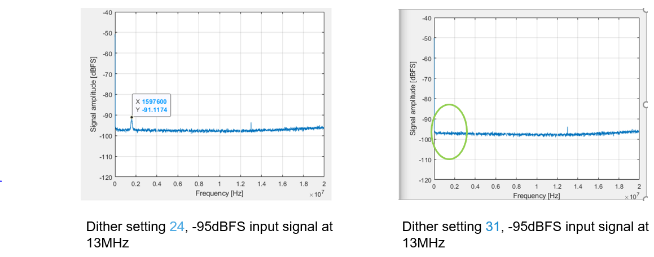 -40
-50
-60
-70
-80
-90
-100
-110
-120
Signal amplitude [dBFS]
X 1597600
Y -91.1174
0 0.2 0.4 0.6 0.8 1 1.2 1.4 1.6 1.8 2
Frequency [Hz]
×10⁷
Dither setting 24, -95dBFS input signal at
13MHz
-40
-50
-60
-70
-80
-90
-100
-110
-120
Signal amplitude [dBFS]
0 0.2 0.4 0.6 0.8 1 1.2 1.4 1.6 1.8 2
Frequency [Hz]
×10⁷
Dither setting 31, -95dBFS input signal at
13MHz